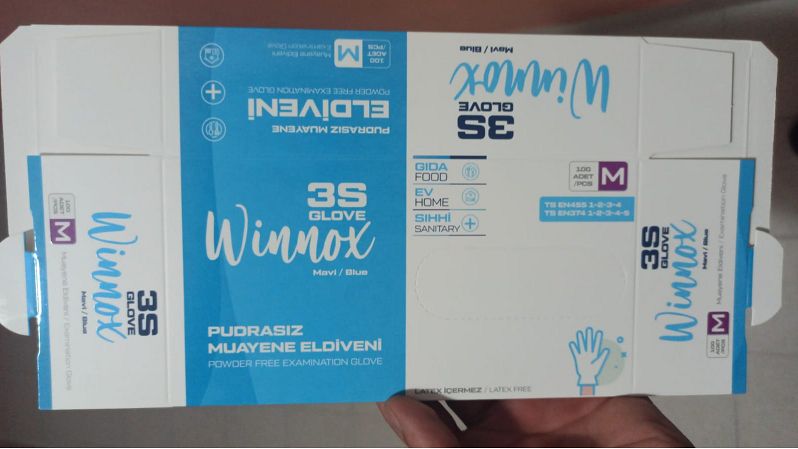 100
ADET
/PCS
M
Muayene Eldiveni
Examination Glove
PUDRASIZ MUAYENE
ELDİVENİ
POWDER FREE EXAMINATION GLOVE
3S
GLOVE
Winnox
Mavi / Blue
100
ADET
/PCS
M
3S
GLOVE
Winnox
Mavi / Blue
Muayene Eldiveni / Examination Glove
3S
GLOVE
Winnox
Mavi / Blue
PUDRASIZ
MUAYENE ELDİVENİ
POWDER FREE EXAMINATION GLOVE
GIDA
FOOD
EV
HOME
SIHHİ
SANITARY
100
ADET
/PCS
M
TS EN455 1-2-3-4
TS EN374 1-2-3-4-5
LATEX İÇERMEZ / LATEX FREE
3S
GLOVE
Winnox
Mavi / Blue
Muayene Eldiveni / Examination Glove
100
ADET
/PCS
M